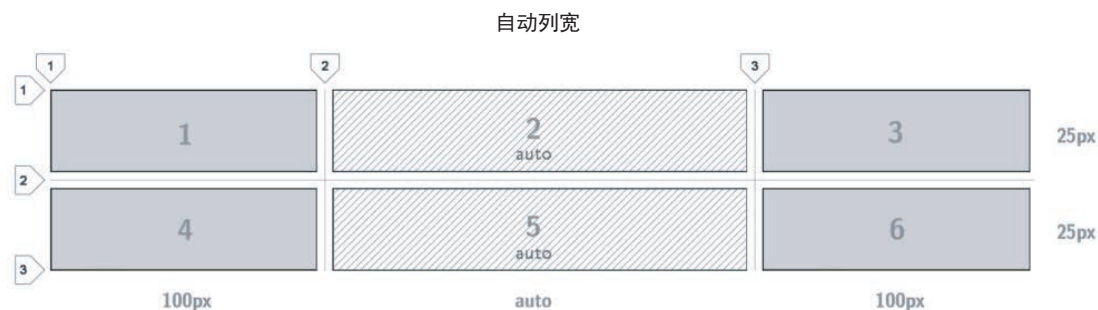 自动列宽
1 2 3
1
1 2 3 25px
auto
2
4 5 6 25px
auto
3
100px auto 100px